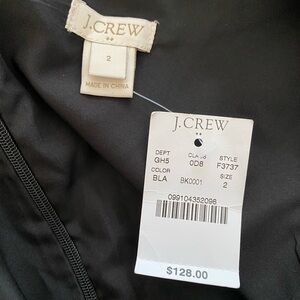 J.CREW
2
MADE IN CHINA
J.CREW
DEPT CLASS STYLE
GH5 0D8 F3737
COLOR SIZE
BLA BK0001 2
099104352098
$128.00